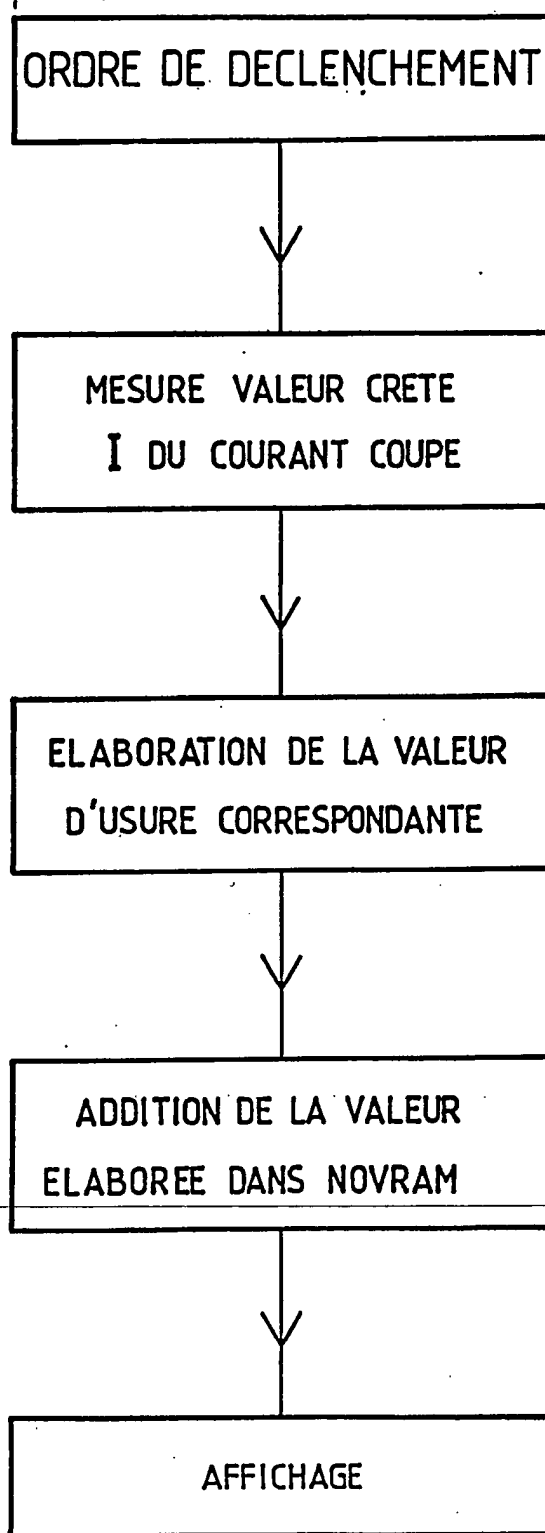 ORDRE DE DECLENCHEMENT
MESURE VALEUR CRETE
I DU COURANT COUPE
ELABORATION DE LA VALEUR
D'USURE CORRESPONDANTE
ADDITION DE LA VALEUR
ELABOREE DANS NOVRAM
AFFICHAGE